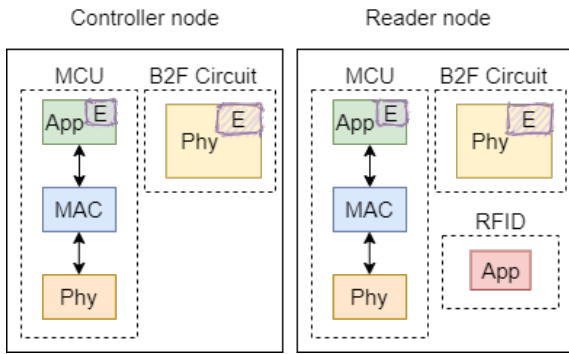 Controller node
MCU
B2F Circuit
App
E
Phy
E
MAC
Phy
Reader node
MCU
B2F Circuit
App
E
Phy
E
MAC
RFID
App
Phy